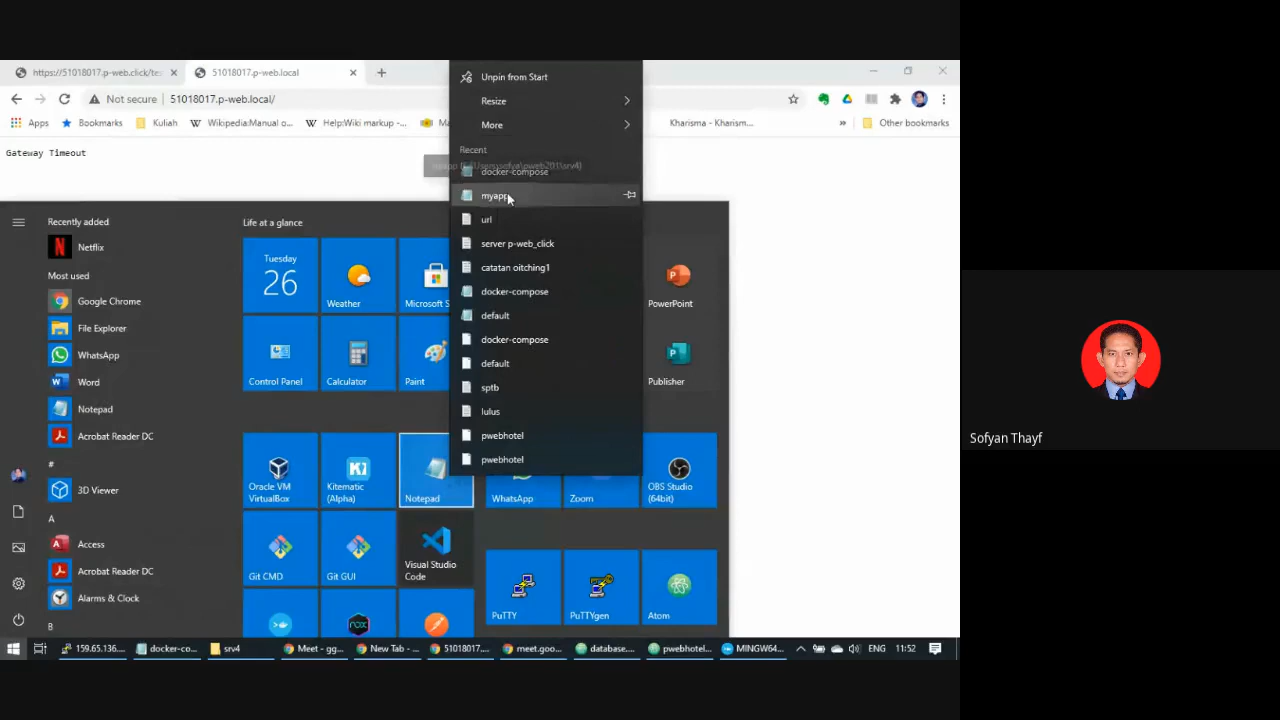 https://51018017.p-web.click/tes
51018017.p-web.local
Not secure
51018017.p-web.local/
Apps
Bookmarks
Kuliah
Wikipedia:Manual o...
Help:Wiki markup -...
Kharisma - Kharism...
Other bookmarks
Gateway Timeout
Unpin from Start
Resize
More
Recent
docker-compose
myapp
url
server p-web_click
catatan oitching1
docker-compose
default
docker-compose
default
sptb
lulus
pwebhotel
pwebhotel
Recently added
Netflix
Most used
Google Chrome
File Explorer
WhatsApp
Word
Notepad
Acrobat Reader DC
#
3D Viewer
A
Access
Acrobat Reader DC
Alarms & Clock
B
Life at a glance
Tuesday
26
Weather
Microsoft S
PowerPoint
Control Panel
Calculator
Paint
Publisher
Oracle VM
VirtualBox
Kitematic
(Alpha)
Notepad
WhatsApp
Zoom
OBS Studio
(64bit)
Git CMD
Git GUI
Visual Studio
Code
PuTTY
PuTTYgen
Atom
159.65.136....
docker-co...
srv4
Meet - gg...
New Tab - ...
51018017....
meet.goo...
database....
pwebhotel...
MINGW64...
ENG
11:52
Sofyan Thayf